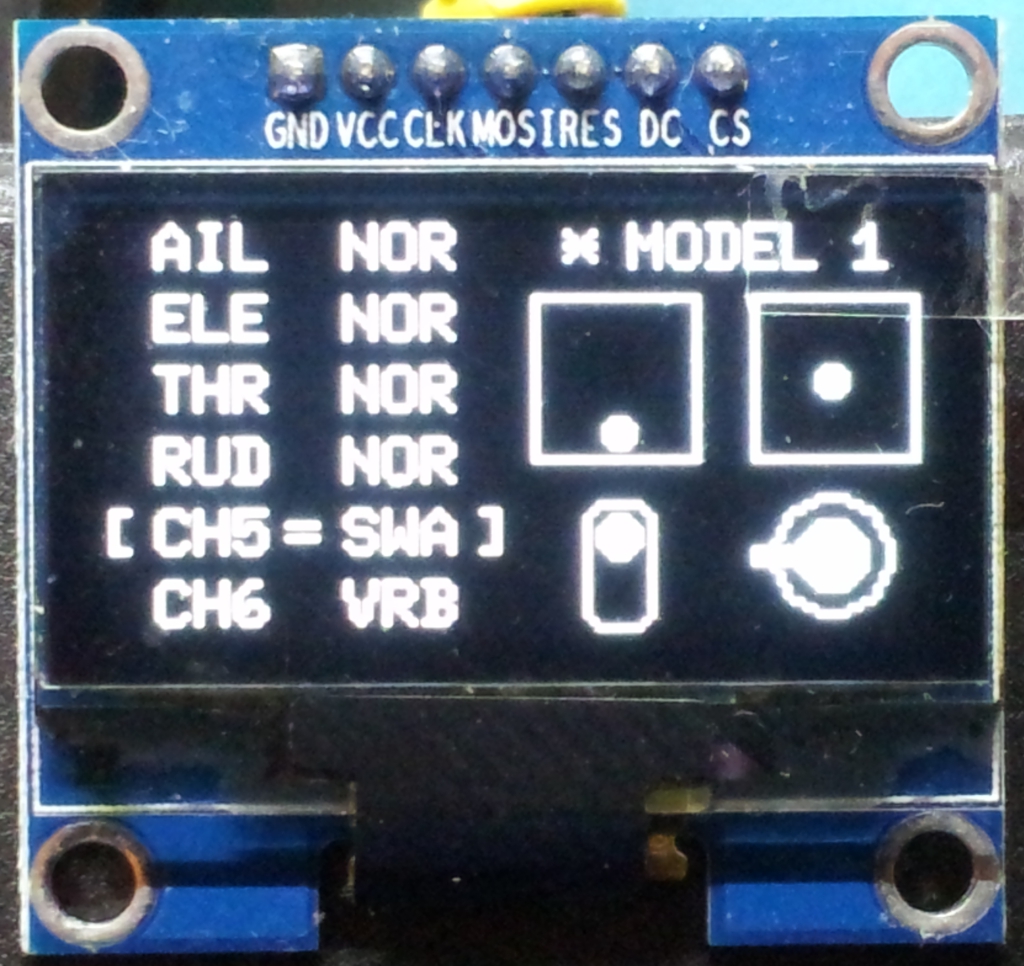 GND VCC CLK MOSI RES DC CS
AIL NOR * MODEL 1
ELE NOR
THR NOR
RUD NOR
[ CH5 = SWA ]
CH6 VRB